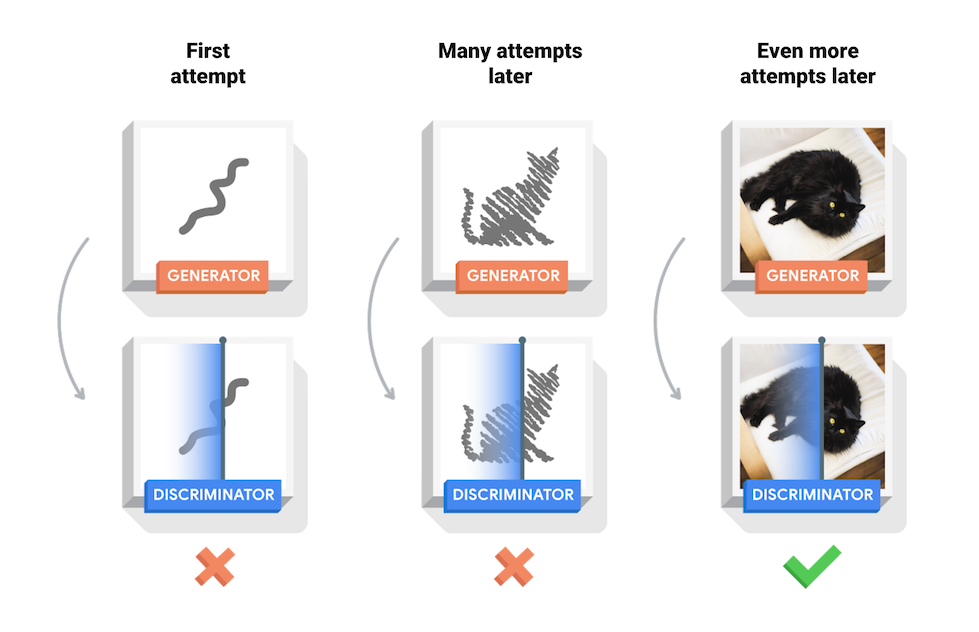 First
attempt
Many attempts
later
Even more
attempts later
GENERATOR
GENERATOR
GENERATOR
DISCRIMINATOR
DISCRIMINATOR
DISCRIMINATOR